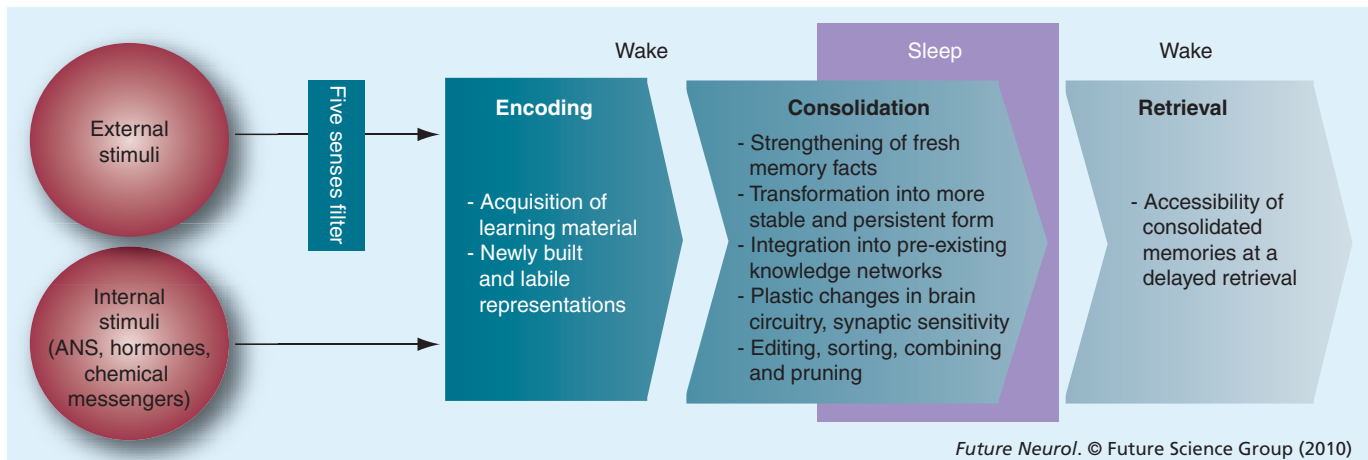 Wake
Sleep
Wake
External
stimuli
Five senses
filter
Internal
stimuli
(ANS, hormones,
chemical
messengers)
Encoding
- Acquisition of
learning material
- Newly built
and labile
representations
Consolidation
- Strengthening of fresh
memory facts
- Transformation into more
stable and persistent form
- Integration into pre-existing
knowledge networks
- Plastic changes in brain
circuitry, synaptic sensitivity
- Editing, sorting, combining
and pruning
Retrieval
- Accessibility of
consolidated
memories at a
delayed retrieval
Future Neurol. © Future Science Group (2010)